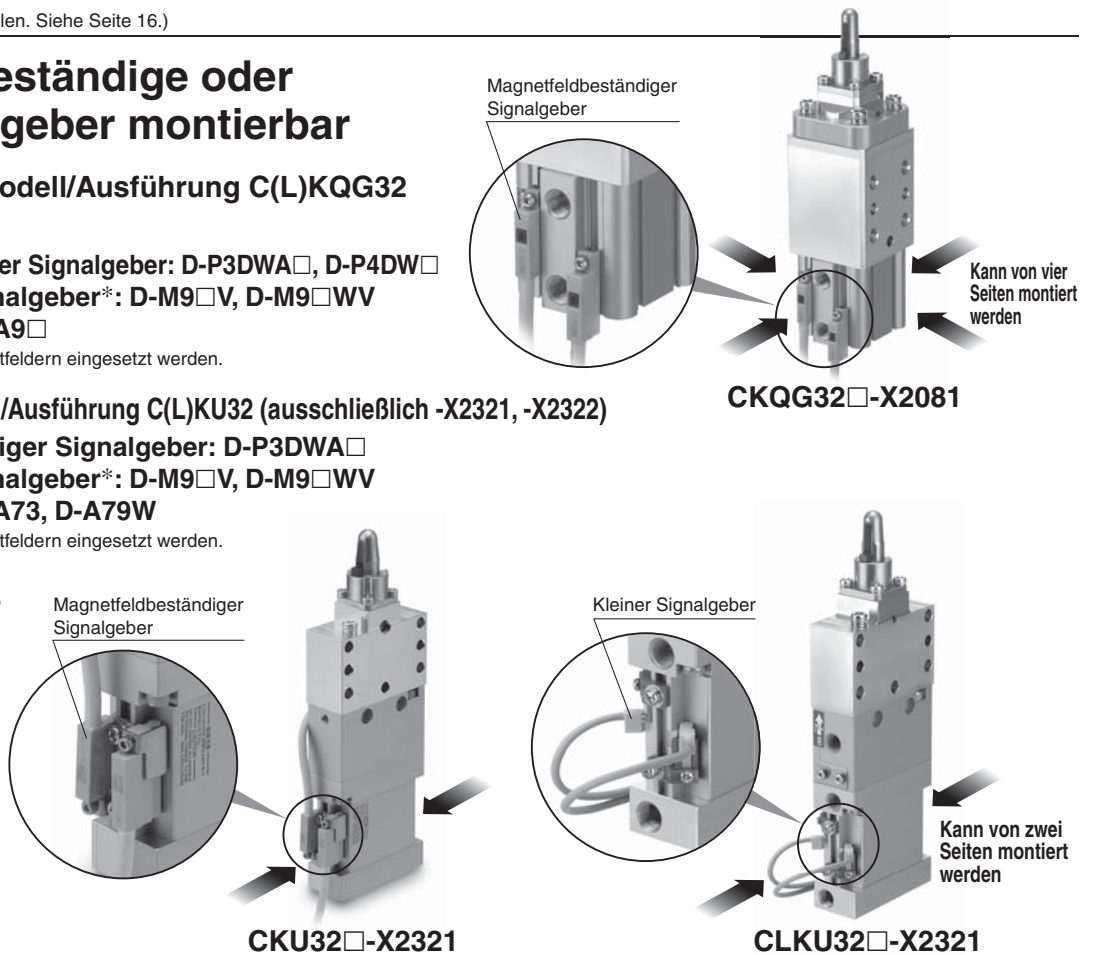 len. Siehe Seite 16.)
eständige oder
geber montierbar
odell/Ausführung C(L)KQG32
er Signalgeber: D-P3DWA□, D-P4DW□
nalgeber*: D-M9□V, D-M9□WV
A9□
tfeldern eingesetzt werden.
Magnetfeldbeständiger
Signalgeber
Kann von vier
Seiten montiert
werden
CKQG32□-X2081
/Ausführung C(L)KU32 (ausschließlich -X2321, -X2322)
iger Signalgeber: D-P3DWA□
nalgeber*: D-M9□V, D-M9□WV
A73, D-A79W
tfeldern eingesetzt werden.
Magnetfeldbeständiger
Signalgeber
CKU32□-X2321
Kleiner Signalgeber
Kann von zwei
Seiten montiert
werden
CLKU32□-X2321